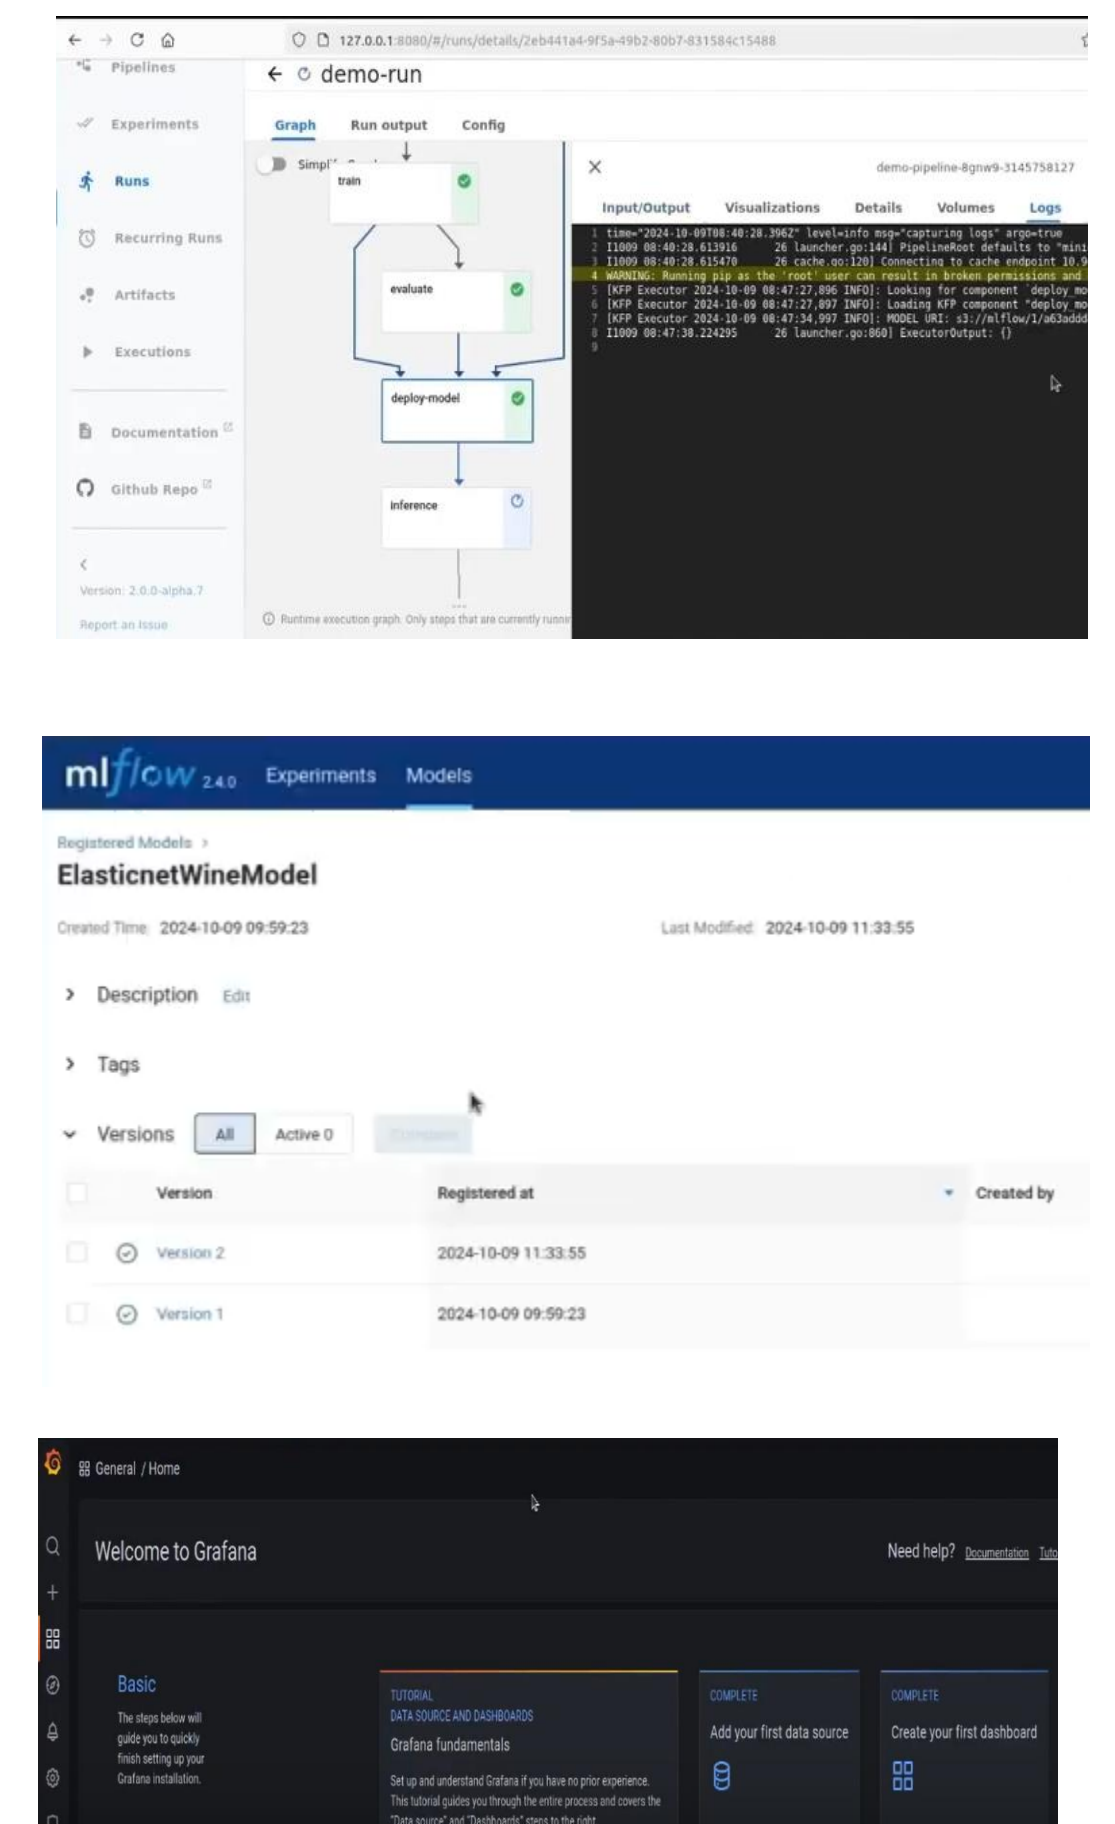 127.0.0.1:8080/#/runs/details/2eb441a4-9f5a-49b2-80b7-831584c15488
Pipelines
demo-run
Experiments
Graph Run output Config
Simpl
train
demo-pipeline-8gnw9-3145758127
Runs
Input/Output Visualizations Details Volumes Logs
1 time="2024-10-09T08:40:28.396Z" level=info msg="capturing logs" argo=true
2 I1009 08:40:28.613916 26 launcher.go:144] PipelineRoot defaults to "mini
3 I1009 08:40:28.615470 26 cache.go:120] Connecting to cache endpoint 10.9
4 WARNING: Running pip as the 'root' user can result in broken permissions and
5 [KFP Executor 2024-10-09 08:47:27,896 INFO]: Looking for component `deploy_mo
6 [KFP Executor 2024-10-09 08:47:27,897 INFO]: Loading KFP component "deploy_mo
7 [KFP Executor 2024-10-09 08:47:34,997 INFO]: MODEL URI: s3://mlflow/1/a63addd
8 I1009 08:47:38.224295 26 launcher.go:860] ExecutorOutput: {}
9
Recurring Runs
evaluate
Artifacts
Executions
deploy-model
Documentation
Github Repo
inference
Version: 2.0.0-alpha.7
Report an Issue
Runtime execution graph. Only steps that are currently runnin
mlflow 2.4.0 Experiments Models
Registered Models >
ElasticnetWineModel
Created Time: 2024-10-09 09:59:23 Last Modified: 2024-10-09 11:33:55
Description Edit
Tags
Versions All Active 0 Compare
Version Registered at Created by
Version 2 2024-10-09 11:33:55
Version 1 2024-10-09 09:59:23
General / Home
Welcome to Grafana
Need help? Documentation Tuto
Basic
The steps below will
guide you to quickly
finish setting up your
Grafana installation.
TUTORIAL
DATA SOURCE AND DASHBOARDS
Grafana fundamentals
Set up and understand Grafana if you have no prior experience.
This tutorial guides you through the entire process and covers the
"Data source" and "Dashboards" steps to the right.
COMPLETE
Add your first data source
COMPLETE
Create your first dashboard